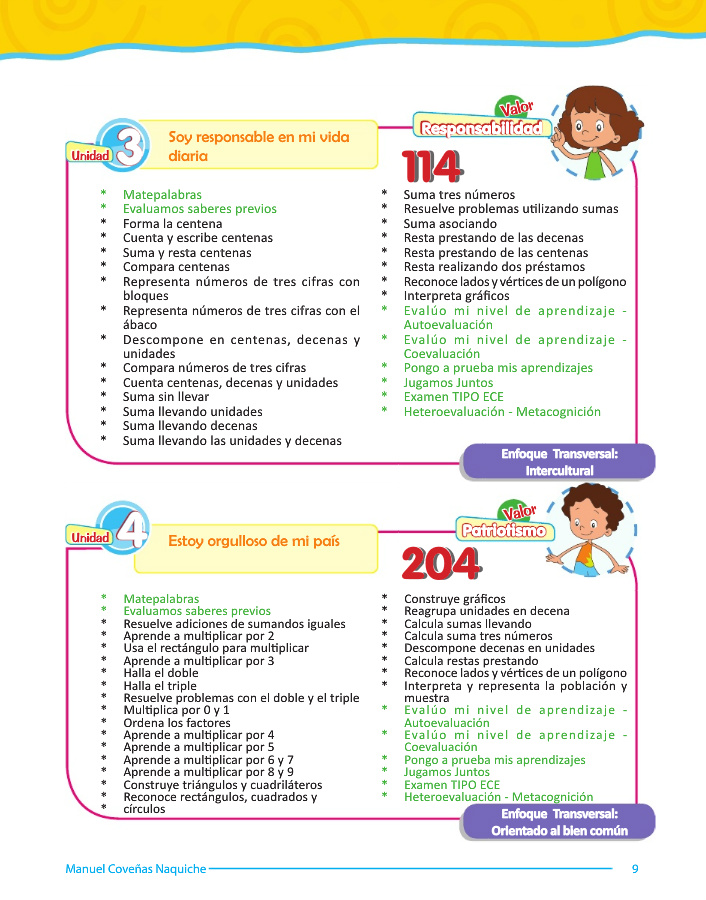 Unidad 3
Soy responsable en mi vida
diaria
Valor
Responsabilidad
114
* Matepalabras
* Evaluamos saberes previos
* Forma la centena
* Cuenta y escribe centenas
* Suma y resta centenas
* Compara centenas
* Representa números de tres cifras con
bloques
* Representa números de tres cifras con el
ábaco
* Descompone en centenas, decenas y
unidades
* Compara números de tres cifras
* Cuenta centenas, decenas y unidades
* Suma sin llevar
* Suma llevando unidades
* Suma llevando decenas
* Suma llevando las unidades y decenas
* Suma tres números
* Resuelve problemas utilizando sumas
* Suma asociando
* Resta prestando de las decenas
* Resta prestando de las centenas
* Resta realizando dos préstamos
* Reconoce lados y vértices de un polígono
* Interpreta gráficos
* Evalúo mi nivel de aprendizaje -
Autoevaluación
* Evalúo mi nivel de aprendizaje -
Coevaluación
* Pongo a prueba mis aprendizajes
* Jugamos Juntos
* Examen TIPO ECE
* Heteroevaluación - Metacognición
Enfoque Transversal:
Intercultural
Unidad 4
Estoy orgulloso de mi país
Valor
Patriotismo
204
* Matepalabras
* Evaluamos saberes previos
* Resuelve adiciones de sumandos iguales
* Aprende a multiplicar por 2
* Usa el rectángulo para multiplicar
* Aprende a multiplicar por 3
* Halla el doble
* Halla el triple
* Resuelve problemas con el doble y el triple
* Multiplica por 0 y 1
* Ordena los factores
* Aprende a multiplicar por 4
* Aprende a multiplicar por 5
* Aprende a multiplicar por 6 y 7
* Aprende a multiplicar por 8 y 9
* Construye triángulos y cuadriláteros
* Reconoce rectángulos, cuadrados y
* círculos
* Construye gráficos
* Reagrupa unidades en decena
* Calcula sumas llevando
* Calcula suma tres números
* Descompone decenas en unidades
* Calcula restas prestando
* Reconoce lados y vértices de un polígono
* Interpreta y representa la población y
muestra
* Evalúo mi nivel de aprendizaje -
Autoevaluación
* Evalúo mi nivel de aprendizaje -
Coevaluación
* Pongo a prueba mis aprendizajes
* Jugamos Juntos
* Examen TIPO ECE
* Heteroevaluación - Metacognición
Enfoque Transversal:
Orientado al bien común
Manuel Coveñas Naquiche 9